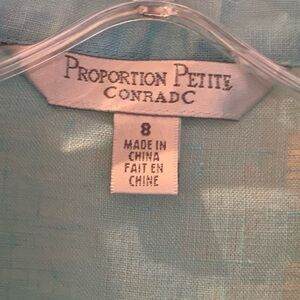 PROPORTION PETITE
CONRADC
8
MADE IN
CHINA
FAIT EN
CHINE